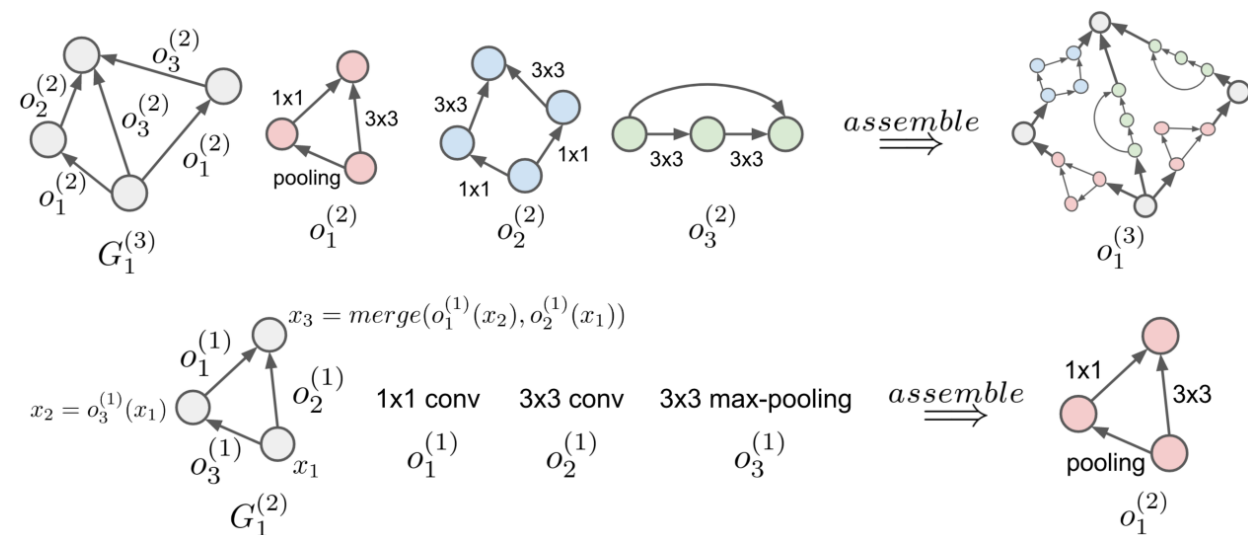 o_3^{(2)}
o_2^{(2)}
o_3^{(2)}
o_1^{(2)}
o_1^{(2)}
G_1^{(3)}
1x1
3x3
pooling
o_1^{(2)}
3x3
3x3
1x1
1x1
o_2^{(2)}
3x3
3x3
o_3^{(2)}
assemble
⟹
o_1^{(3)}
x_3 = merge(o_1^{(1)}(x_2), o_2^{(1)}(x_1))
o_1^{(1)}
o_2^{(1)}
x_2 = o_3^{(1)}(x_1)
o_3^{(1)}
x_1
G_1^{(2)}
1x1 conv
o_1^{(1)}
3x3 conv
o_2^{(1)}
3x3 max-pooling
o_3^{(1)}
assemble
⟹
1x1
3x3
pooling
o_1^{(2)}